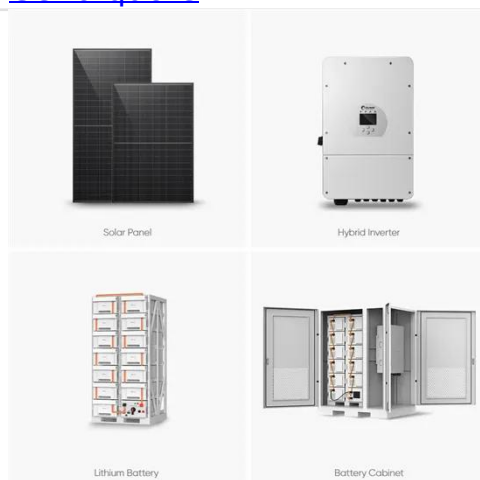 Solar Panel
Hybrid Inverter
Lithium Battery
Battery Cabinet